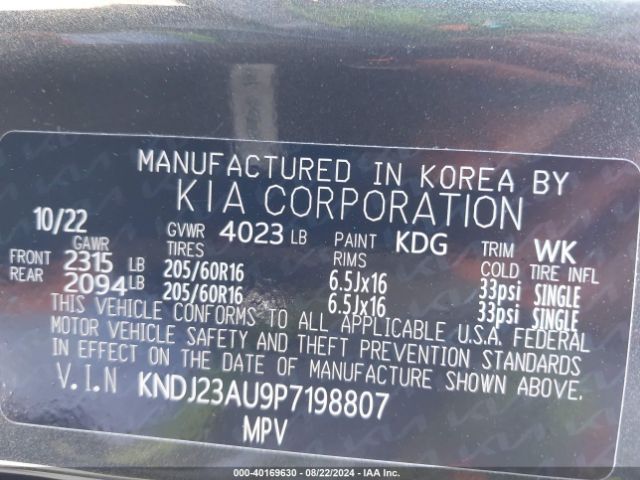 MANUFACTURED IN KOREA BY
KIA CORPORATION
10/22 GVWR 4023 LB PAINT KDG TRIM WK
GAWR TIRES RIMS COLD TIRE INFL
FRONT 2315 LB 205/60R16 6.5Jx16 33psi SINGLE
REAR 2094 LB 205/60R16 6.5Jx16 33psi SINGLE
THIS VEHICLE CONFORMS TO ALL APPLICABLE U.S.A. FEDERAL
MOTOR VEHICLE SAFETY AND THEFT PREVENTION STANDARDS
IN EFFECT ON THE DATE OF MANUFACTURE SHOWN ABOVE.
V.I.N KNDJ23AU9P7198807
MPV
000-40169630 - 08/22/2024 - IAA Inc.